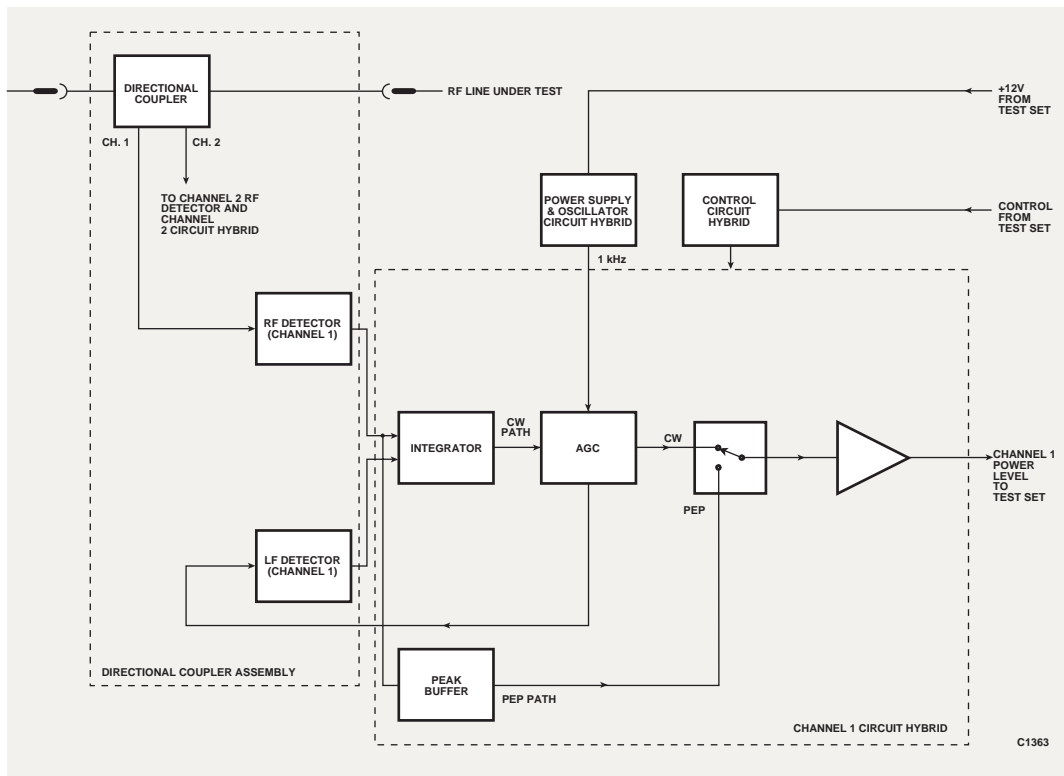 DIRECTIONAL
COUPLER
RF LINE UNDER TEST
+12V
FROM
TEST SET
CH. 1
CH. 2
TO CHANNEL 2 RF
DETECTOR AND
CHANNEL
2 CIRCUIT HYBRID
POWER SUPPLY
& OSCILLATOR
CIRCUIT HYBRID
CONTROL
CIRCUIT
HYBRID
CONTROL
FROM
TEST SET
1 kHz
RF DETECTOR
(CHANNEL 1)
INTEGRATOR
CW
PATH
AGC
CW
PEP
CHANNEL 1
POWER
LEVEL
TO
TEST SET
LF DETECTOR
(CHANNEL 1)
DIRECTIONAL COUPLER ASSEMBLY
PEAK
BUFFER
PEP PATH
CHANNEL 1 CIRCUIT HYBRID
C1363